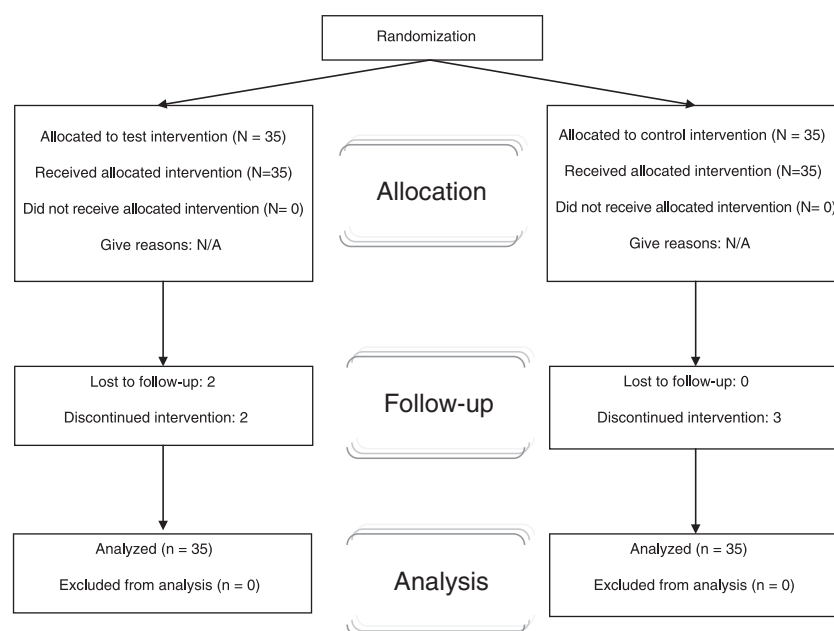 Randomization
Allocated to test intervention (N = 35)
Received allocated intervention (N=35)
Did not receive allocated intervention (N= 0)
Give reasons: N/A
Allocation
Allocated to control intervention (N = 35)
Received allocated intervention (N=35)
Did not receive allocated intervention (N= 0)
Give reasons: N/A
Lost to follow-up: 2
Discontinued intervention: 2
Follow-up
Lost to follow-up: 0
Discontinued intervention: 3
Analyzed (n = 35)
Excluded from analysis (n = 0)
Analysis
Analyzed (n = 35)
Excluded from analysis (n = 0)